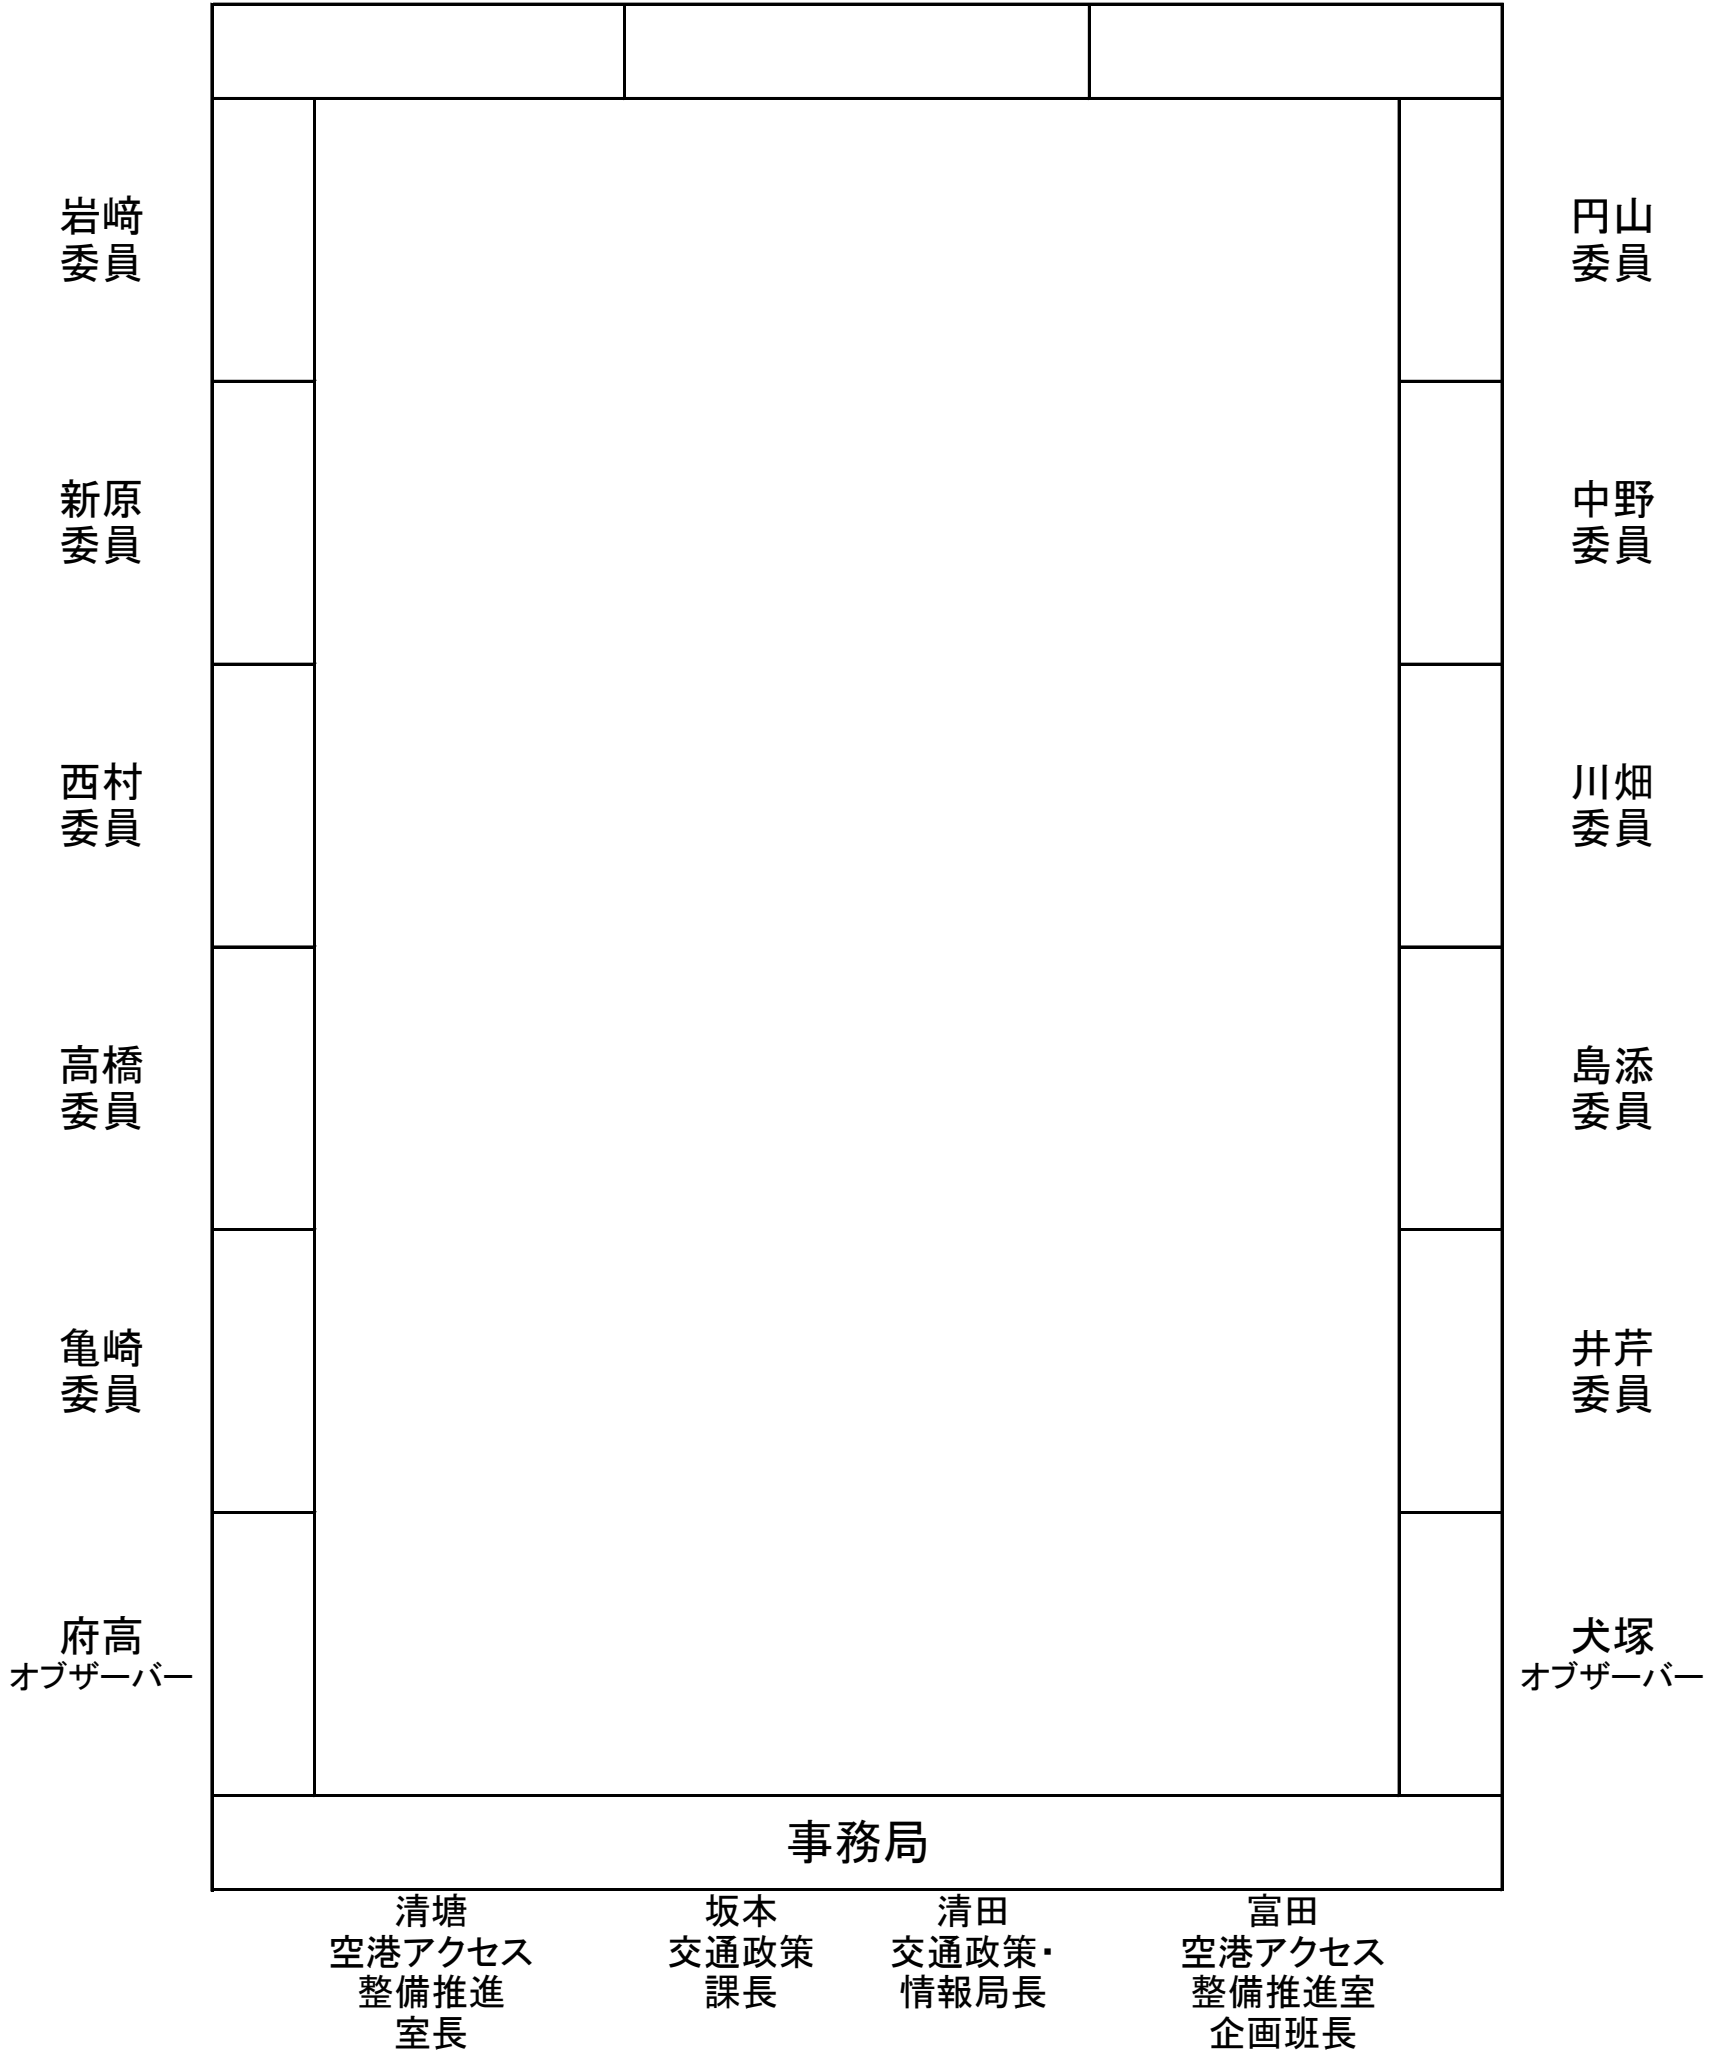 岩﨑
委員
新原
委員
西村
委員
高橋
委員
亀崎
委員
府高
オブザーバー
円山
委員
中野
委員
川畑
委員
島添
委員
井芹
委員
犬塚
オブザーバー
事務局
清塘
空港アクセス
整備推進
室長
坂本
交通政策
課長
清田
交通政策・
情報局長
富田
空港アクセス
整備推進室
企画班長